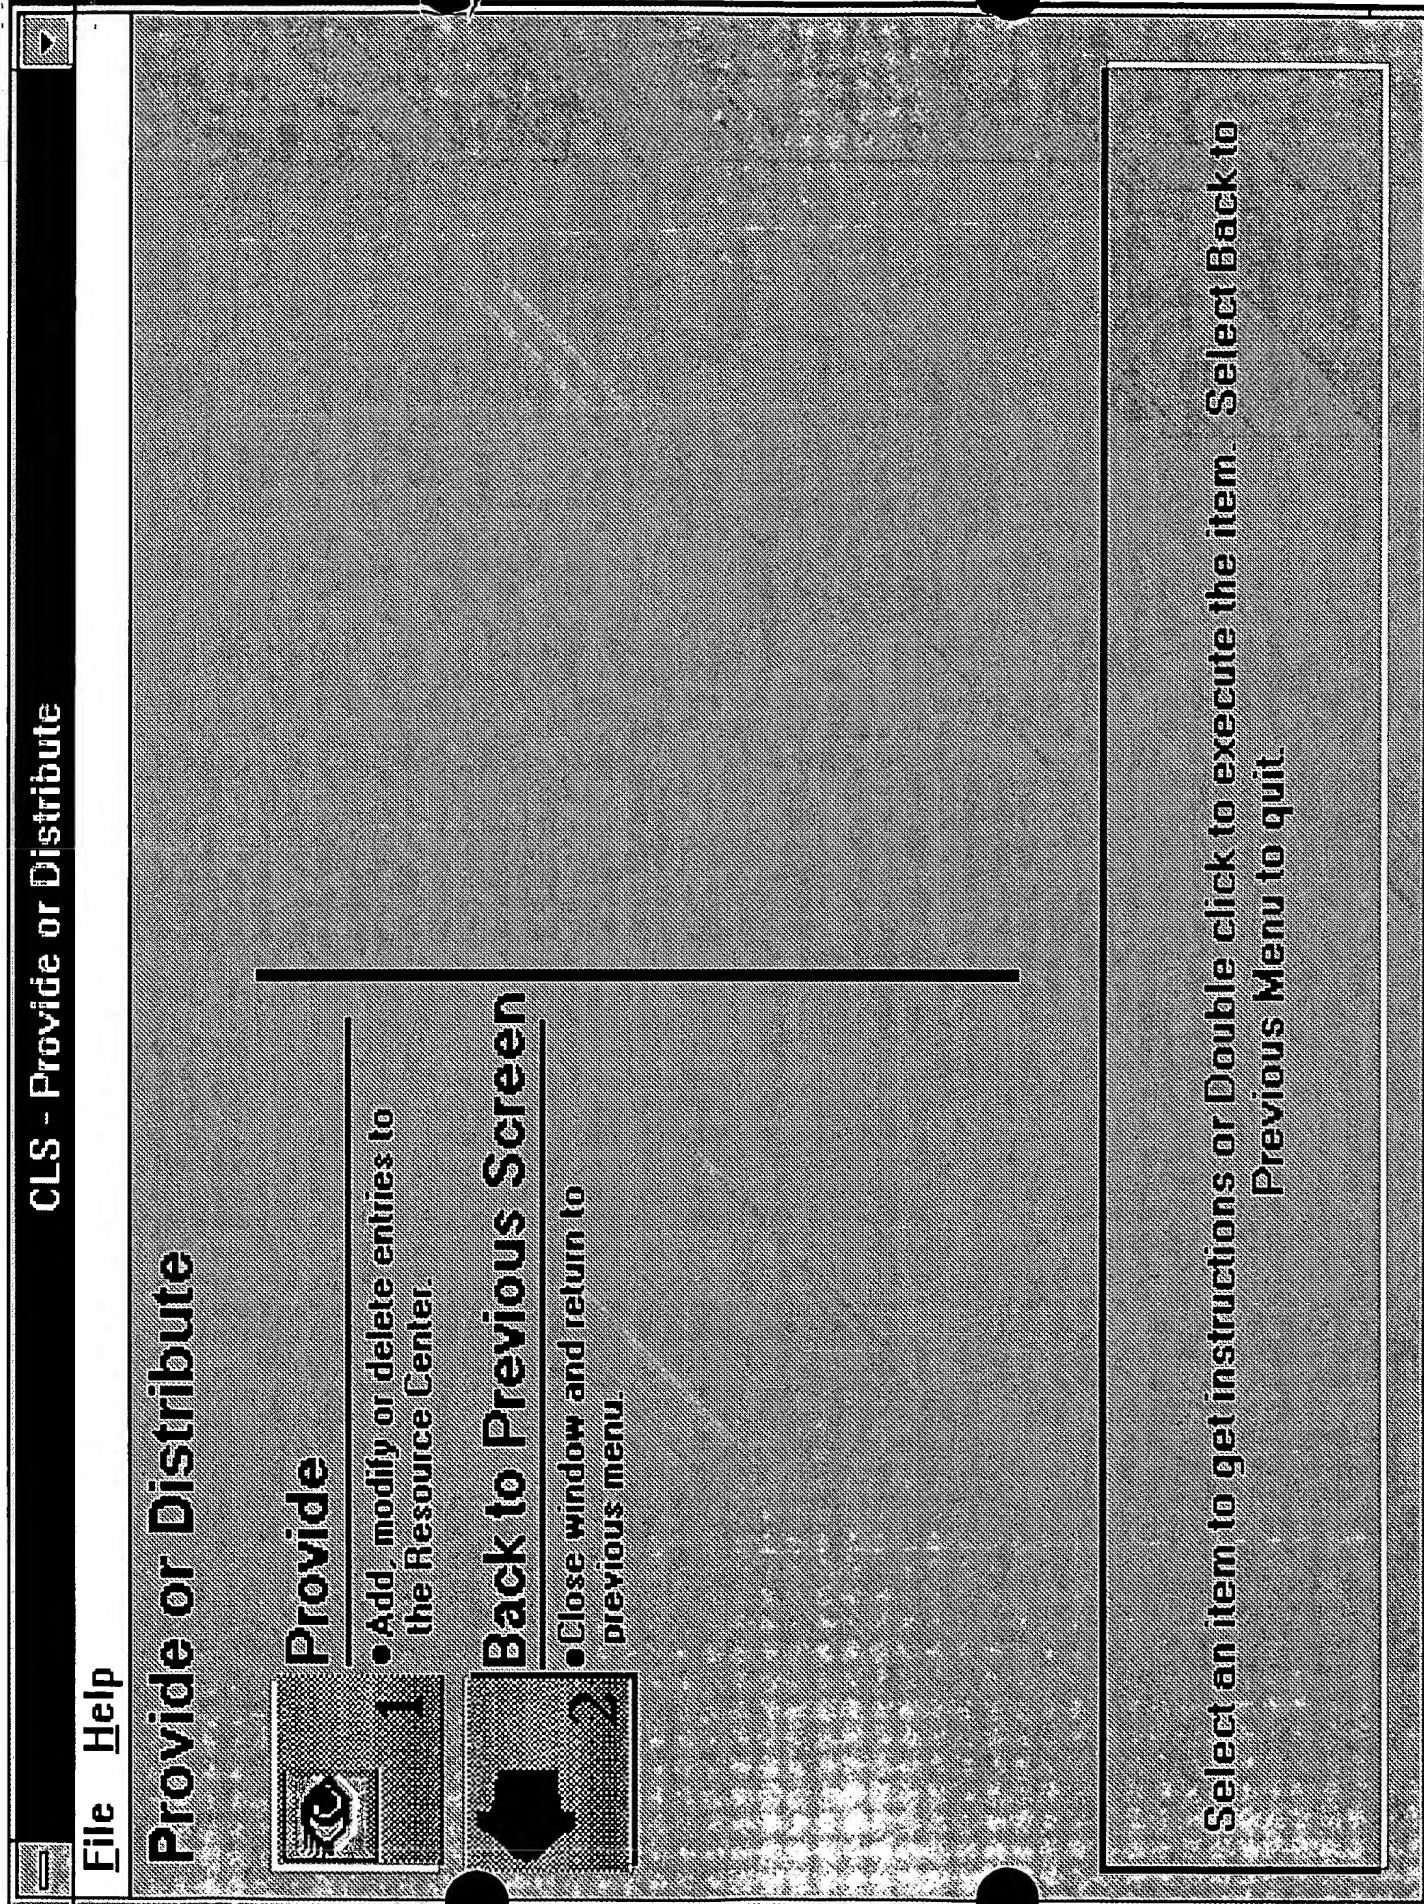 CLS - Provide or Distribute
File Help
Provide or Distribute
1
Provide
●Add, modify or delete entries to
the Resource Center.
2
Back to Previous Screen
●Close window and return to
previous menu.
Select an item to get instructions or Double click to execute the item. Select Back to
Previous Menu to quit.